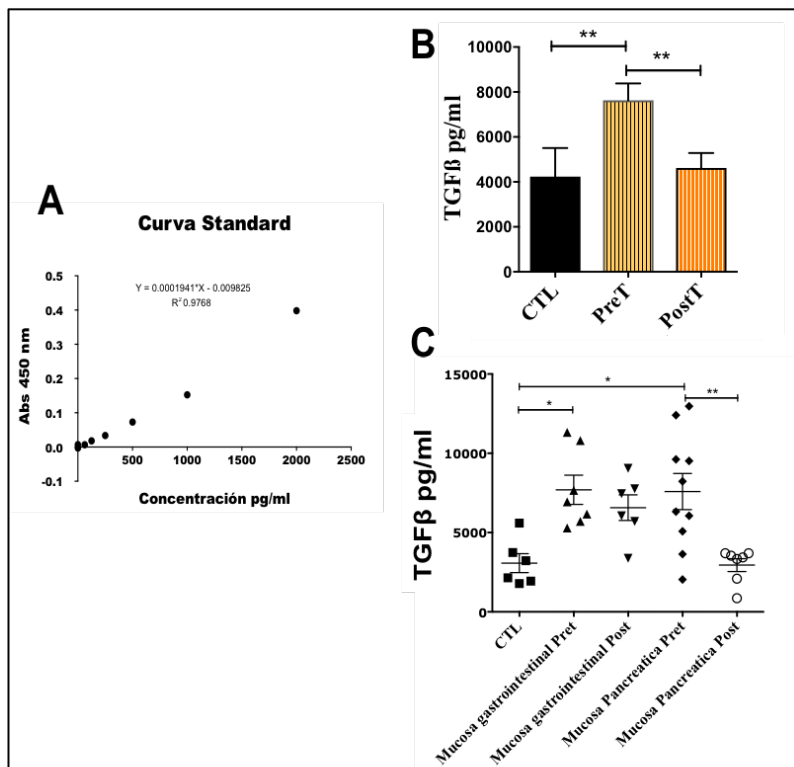 A
Curva Standard
Y = 0.0001941*X - 0.009825
R² 0.9768
Abs 450 nm
0.5
0.4
0.3
0.2
0.1
0.0
-0.1
500
1000
1500
2000
2500
Concentración pg/ml
B
**
**
TGFß pg/ml
10000
8000
6000
4000
2000
0
CTL
PreT
PostT
C
*
*
**
TGFβ pg/ml
15000
10000
5000
0
CTL
Mucosa gastrointestinal Pret
Mucosa gastrointestinal Post
Mucosa Pancreatica Pret
Mucosa Pancreatica Post